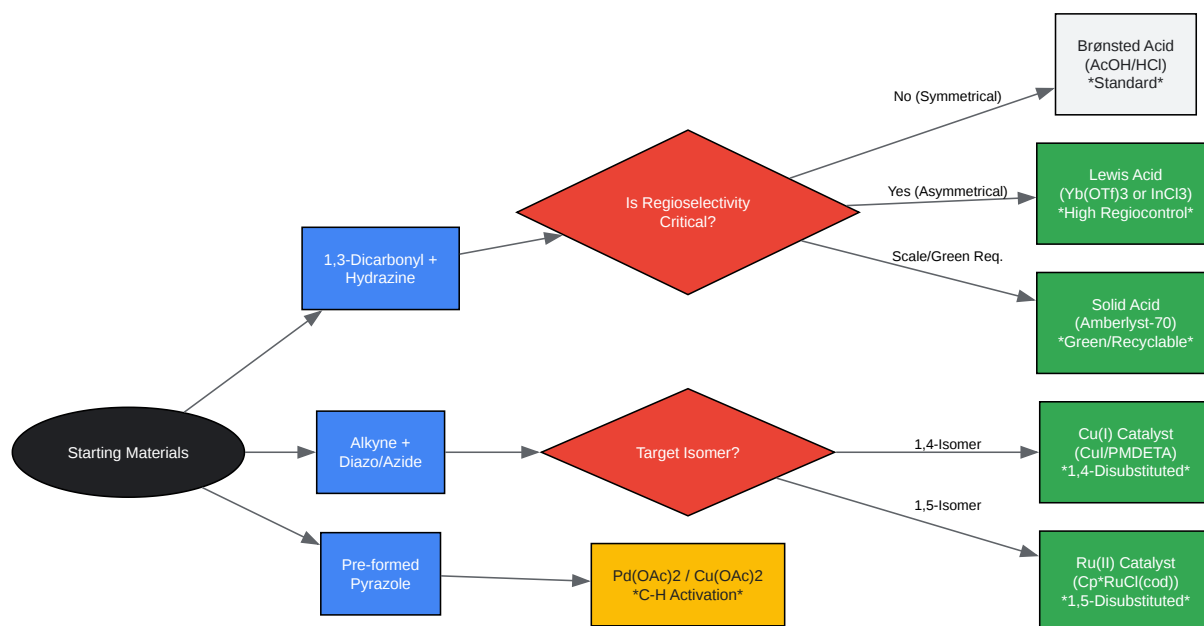 Starting Materials
1,3-Dicarbonyl +
Hydrazine
Is Regioselectivity
Critical?
No (Symmetrical)
Brønsted Acid
(AcOH/HCl)
*Standard*
Yes (Asymmetrical)
Lewis Acid
(Yb(OTf)3 or InCl3)
*High Regiocontrol*
Scale/Green Req.
Solid Acid
(Amberlyst-70)
*Green/Recyclable*
Alkyne +
Diazo/Azide
Target Isomer?
1,4-Isomer
Cu(I) Catalyst
(CuI/PMDETA)
*1,4-Disubstituted*
1,5-Isomer
Ru(II) Catalyst
(Cp*RuCl(cod))
*1,5-Disubstituted*
Pre-formed
Pyrazole
Pd(OAc)2 / Cu(OAc)2
*C-H Activation*